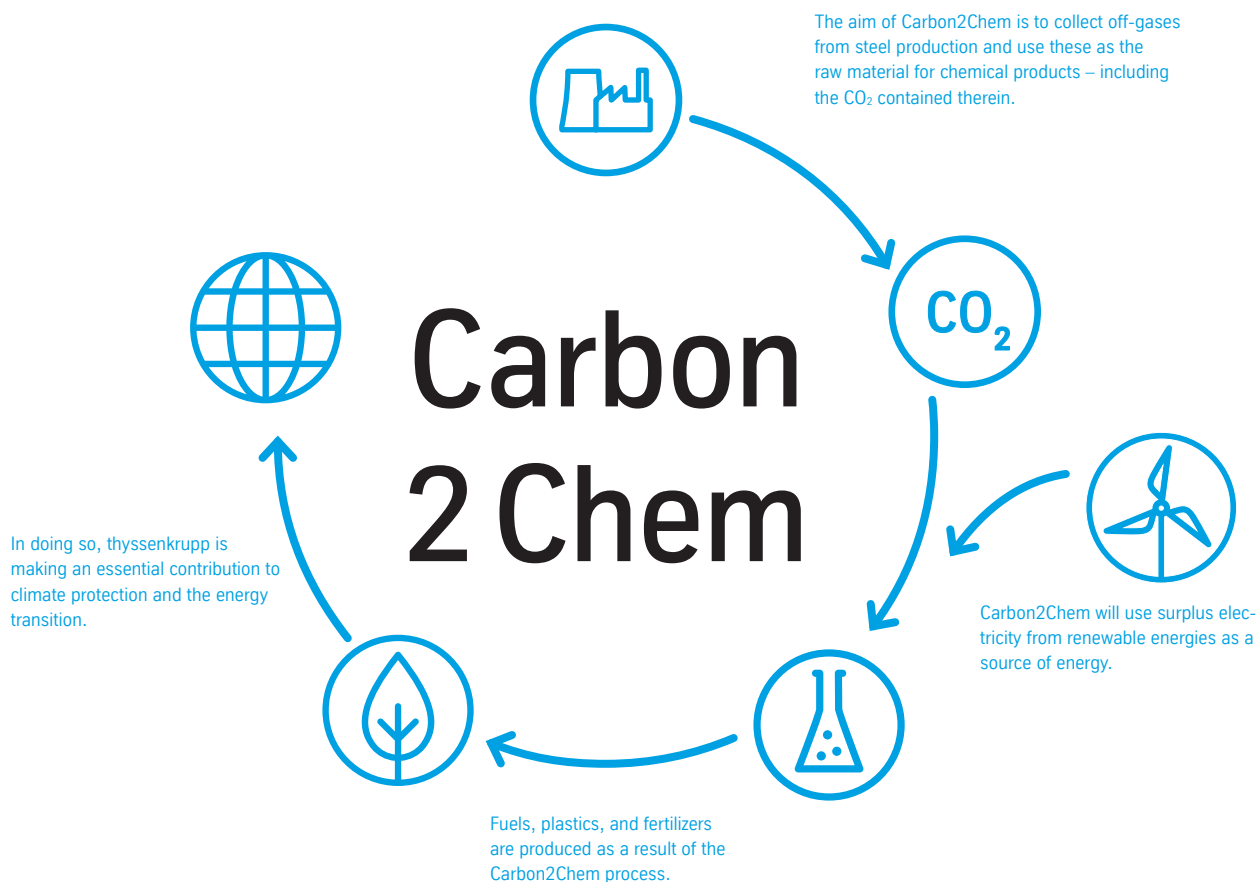 The aim of Carbon2Chem is to collect off-gases
from steel production and use these as the
raw material for chemical products – including
the CO₂ contained therein.
CO₂
Carbon
2 Chem
Carbon2Chem will use surplus elec-
tricity from renewable energies as a
source of energy.
In doing so, thyssenkrupp is
making an essential contribution to
climate protection and the energy
transition.
Fuels, plastics, and fertilizers
are produced as a result of the
Carbon2Chem process.